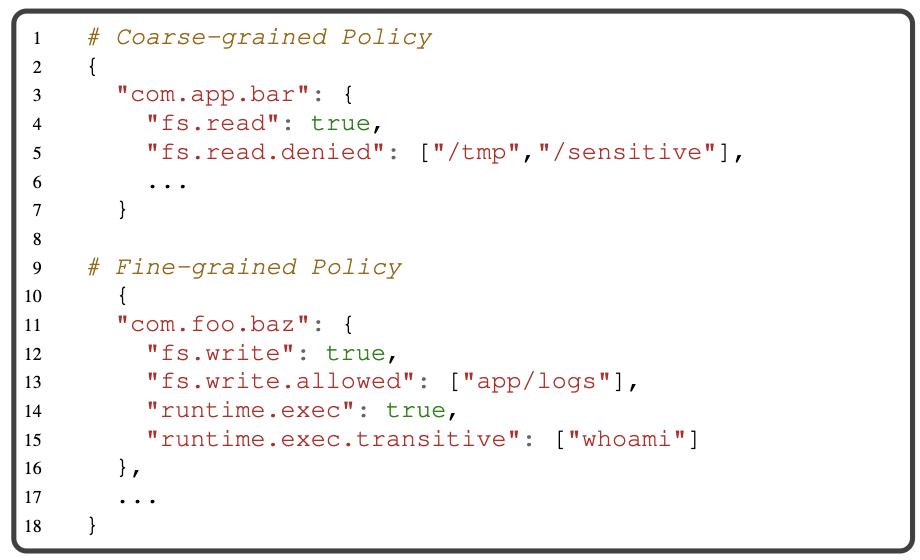 1 # Coarse-grained Policy
2 {
3 "com.app.bar": {
4 "fs.read": true,
5 "fs.read.denied": ["/tmp","/sensitive"],
6 ...
7 }
8
9 # Fine-grained Policy
10 {
11 "com.foo.baz": {
12 "fs.write": true,
13 "fs.write.allowed": ["app/logs"],
14 "runtime.exec": true,
15 "runtime.exec.transitive": ["whoami"]
16 },
17 ...
18 }